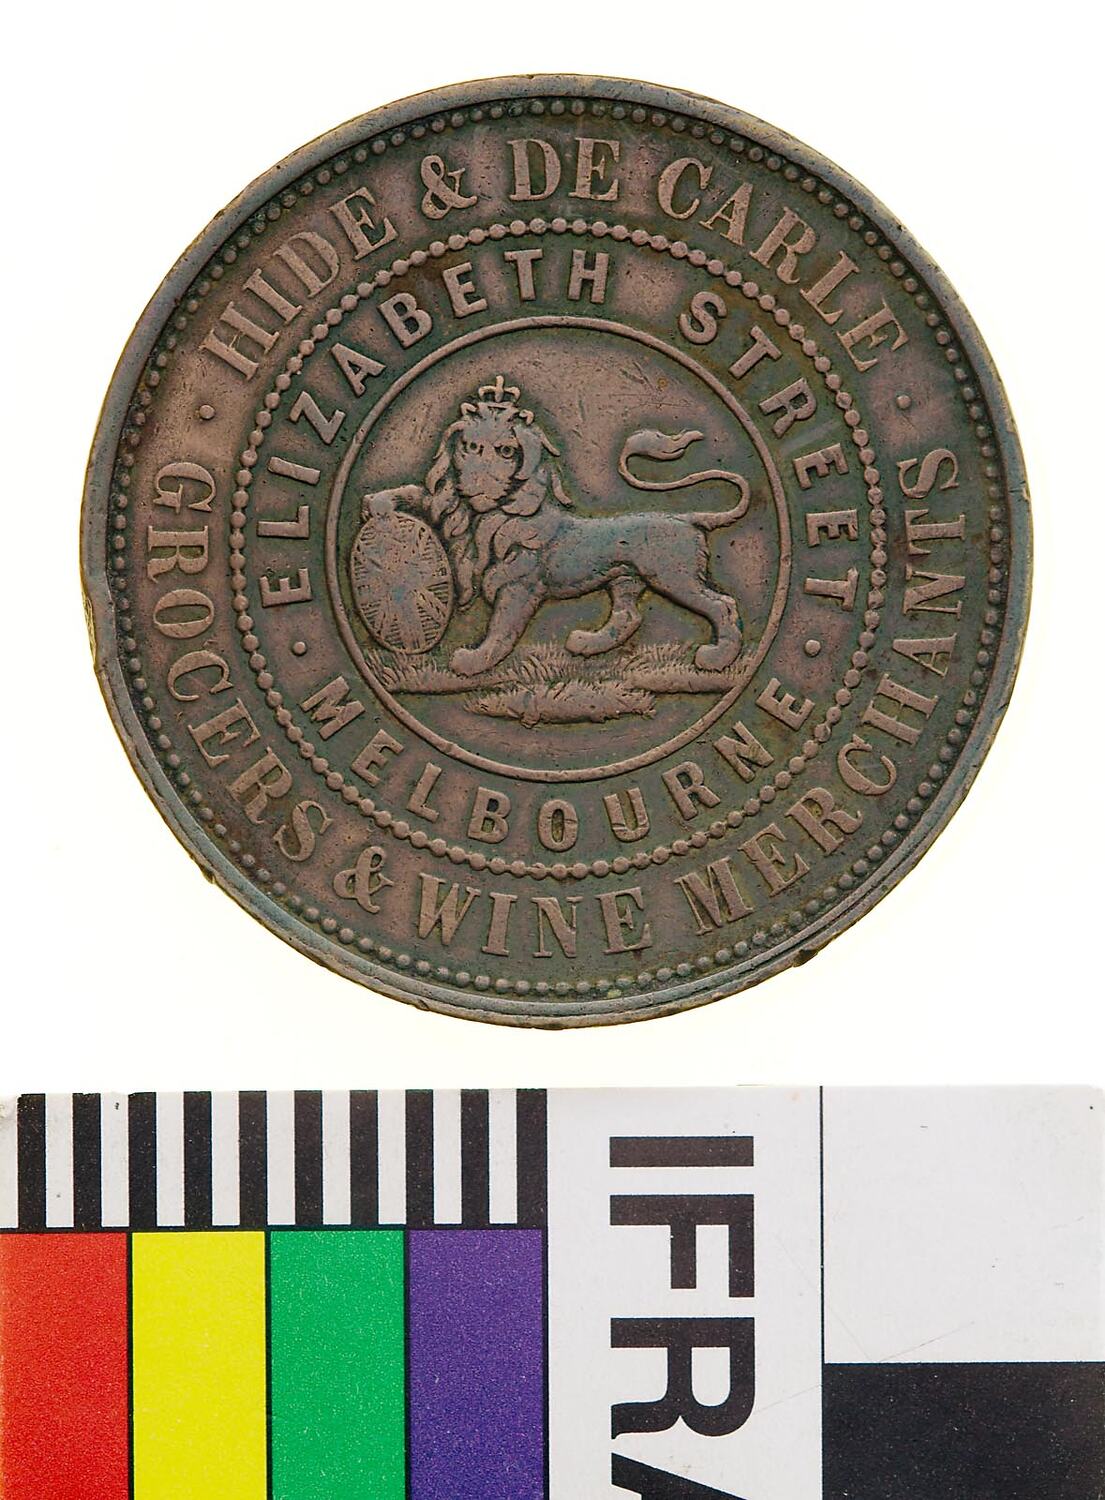 HIDE & DE CARLE
· GROCERS & WINE MERCHANTS ·
ELIZABETH STREET
· MELBOURNE ·
IFRA